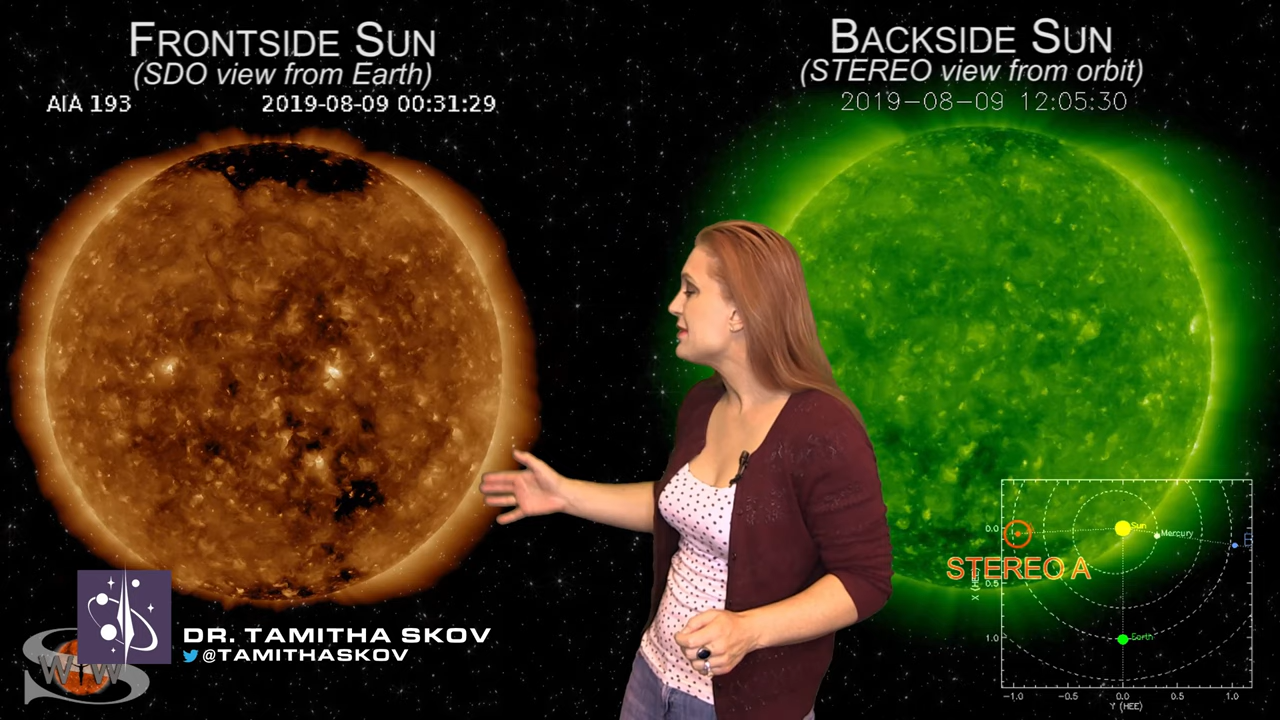 FRONTSIDE SUN
(SDO view from Earth)
AIA 193 2019-08-09 00:31:29
BACKSIDE SUN
(STEREO view from orbit)
2019-08-09 12:05:30
DR. TAMITHA SKOV
@TAMITHASKOV
SWTW
STEREO A
Sun
Mercury
Earth
0.0
0.5
1.0
X (HEE)
-1.0 -0.5 0.0 0.5 1.0
Y (HEE)